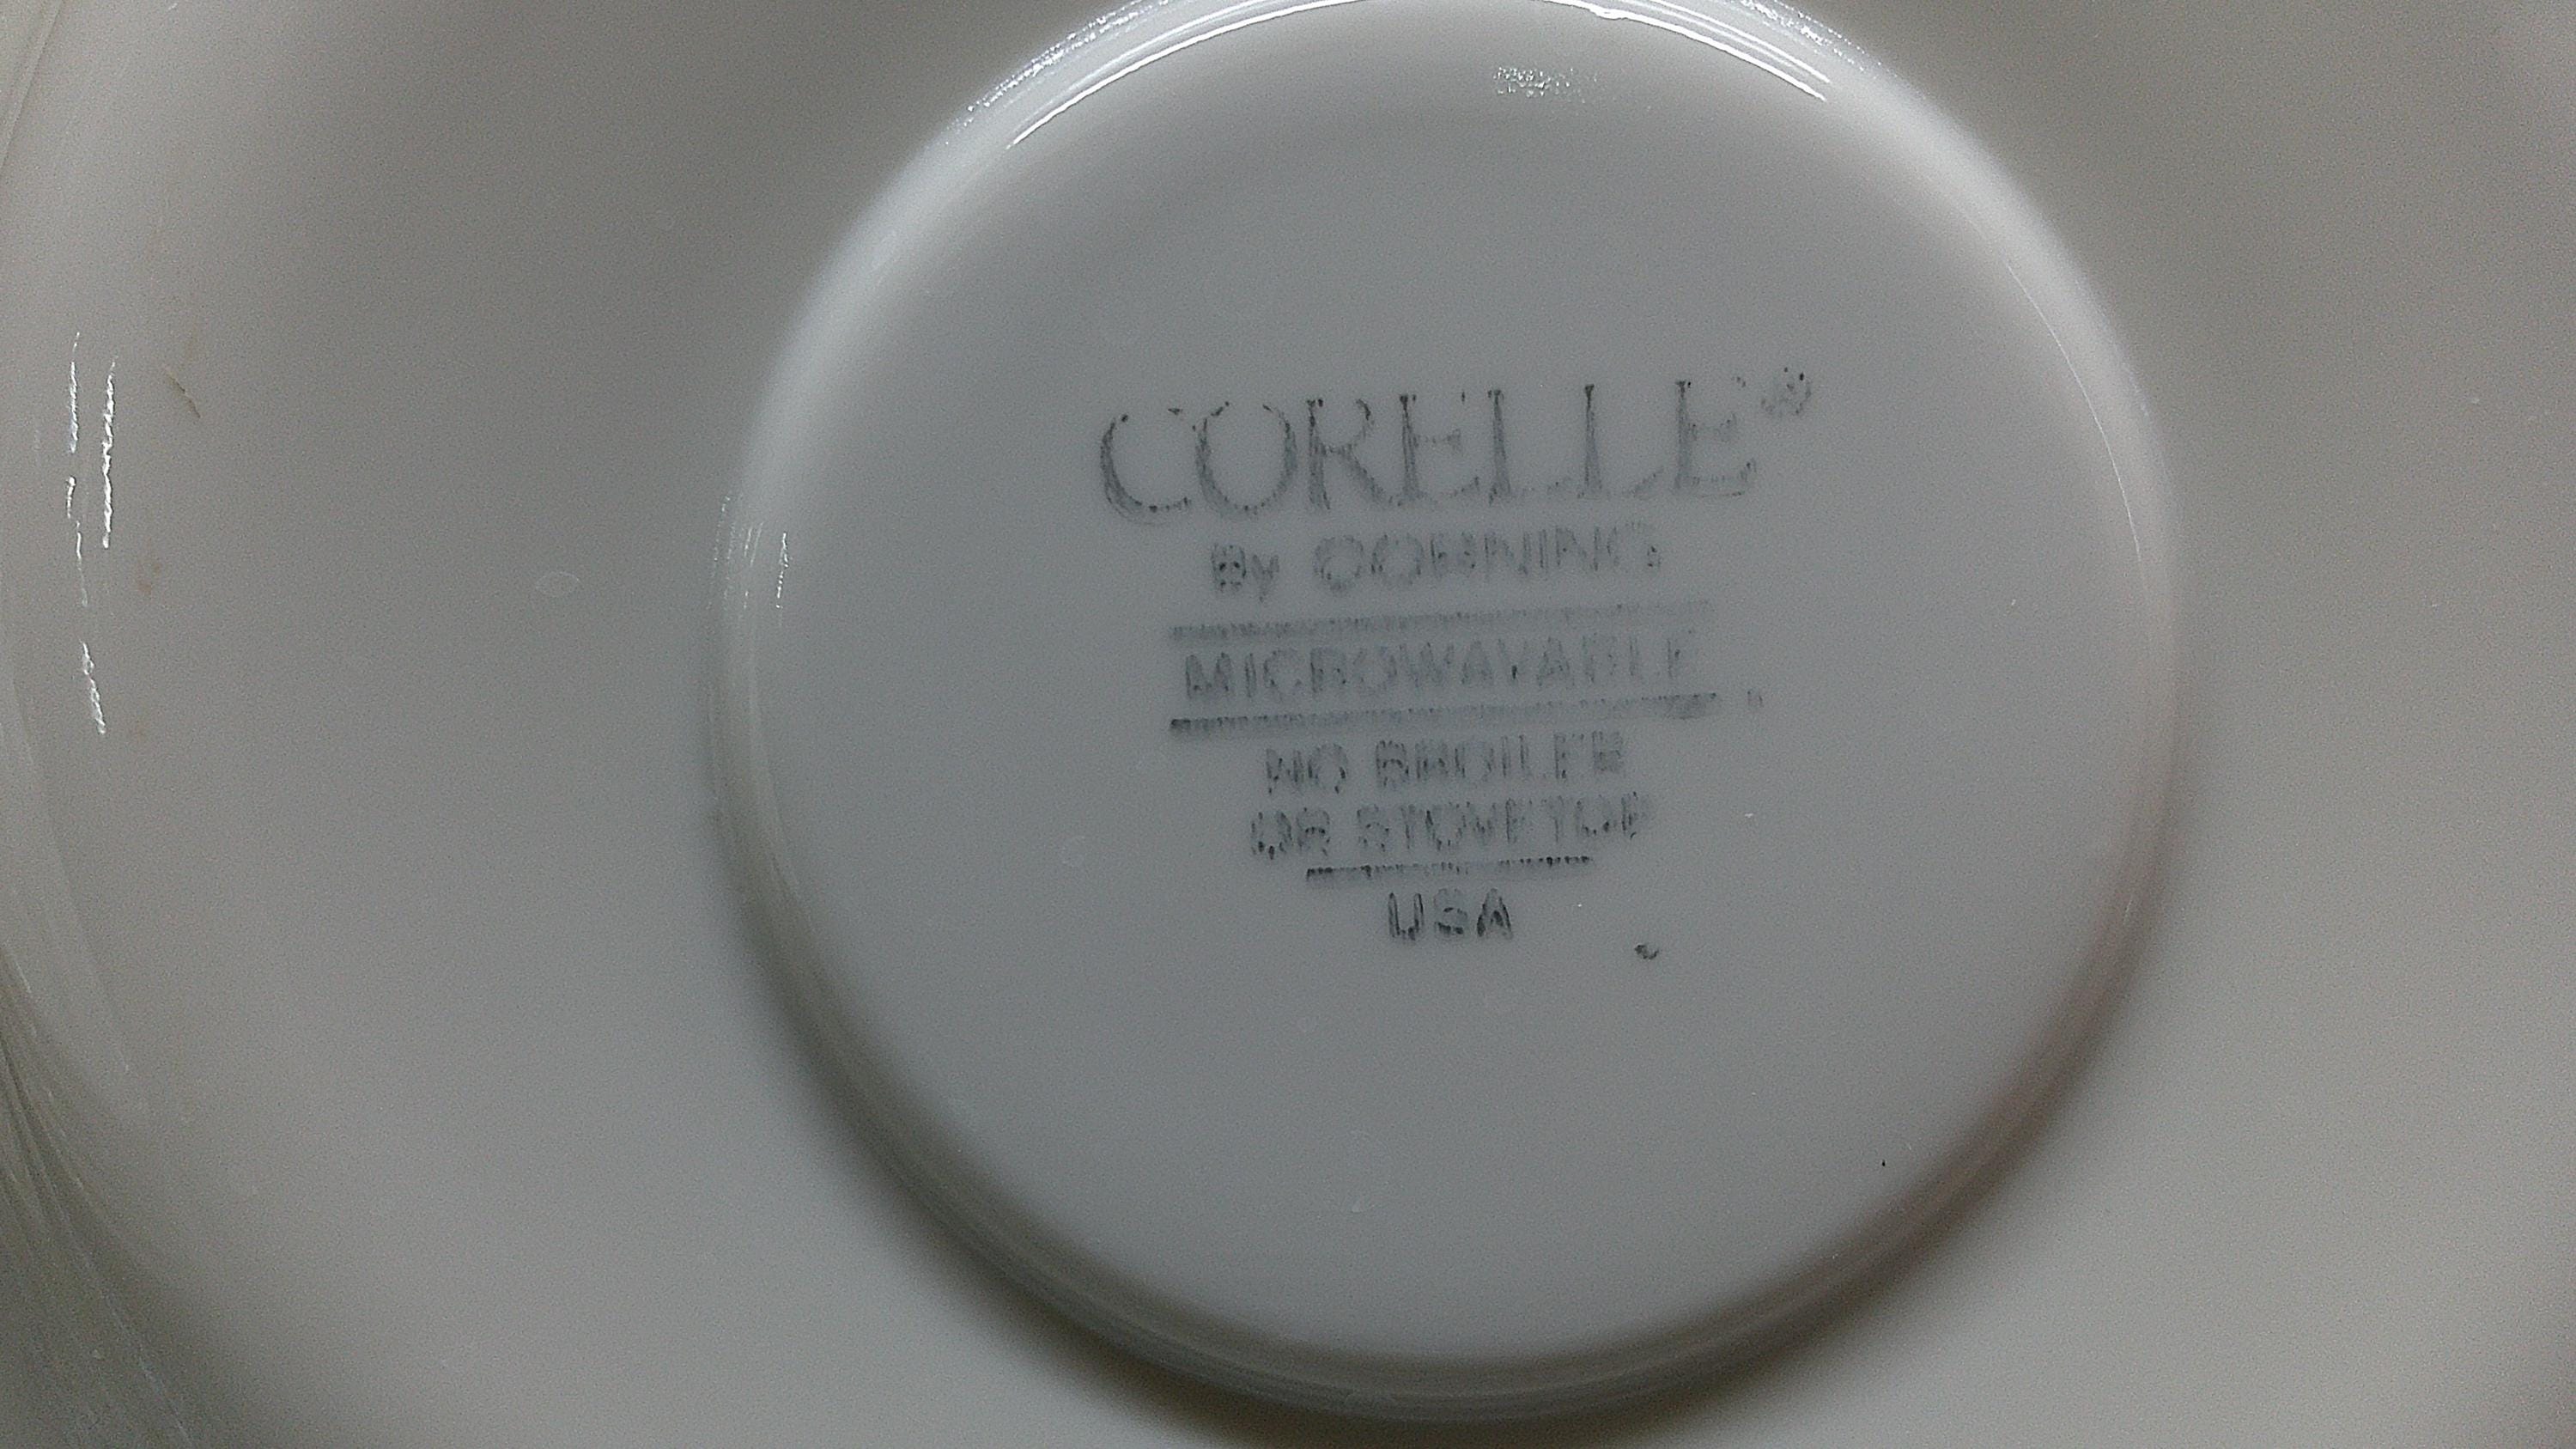 CORELLE®
By CORNING
MICROWAVABLE
NO BROILER
OR STOVETOP
USA